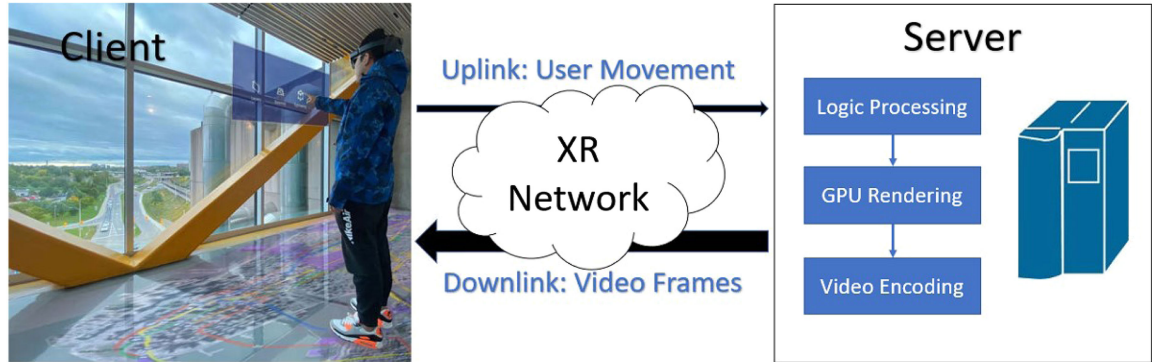 Client
Uplink: User Movement
XR
Network
Downlink: Video Frames
Server
Logic Processing
GPU Rendering
Video Encoding